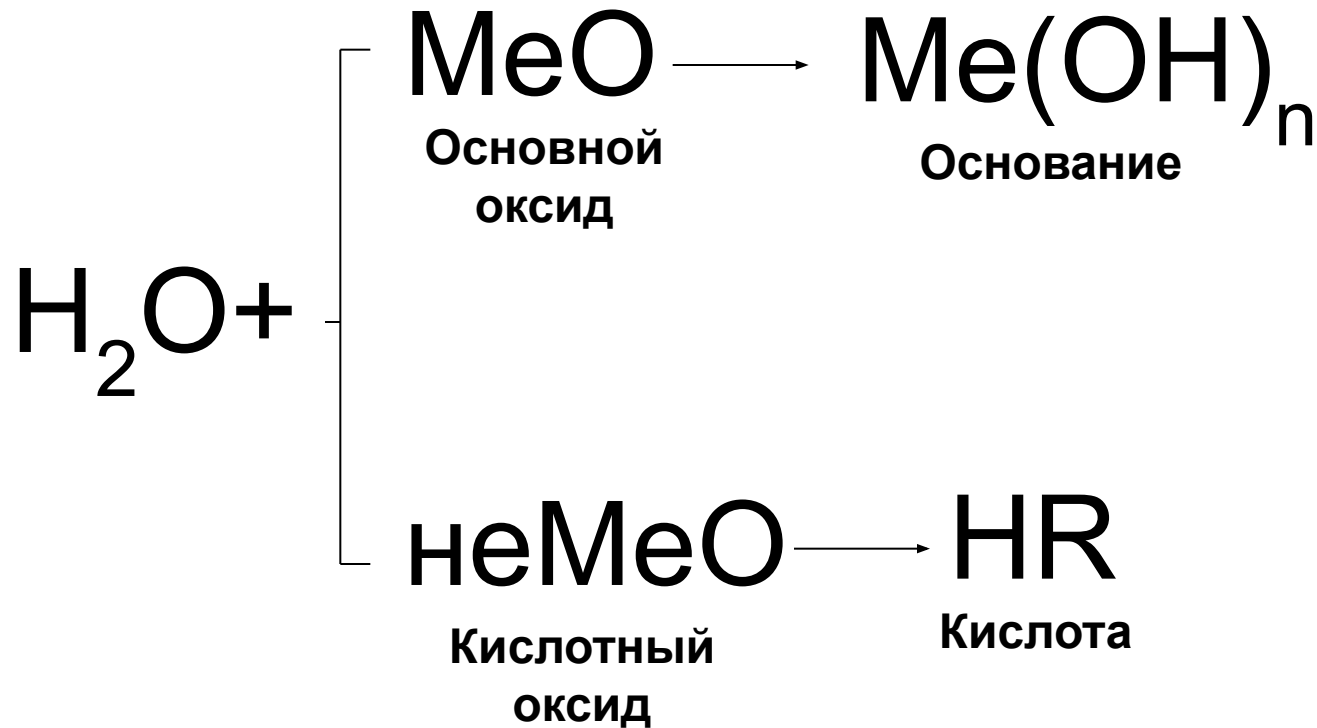 MeO
Me(OH)n
Основной
оксид
Основание
H2O+
неMeO
HR
Кислотный
оксид
Кислота